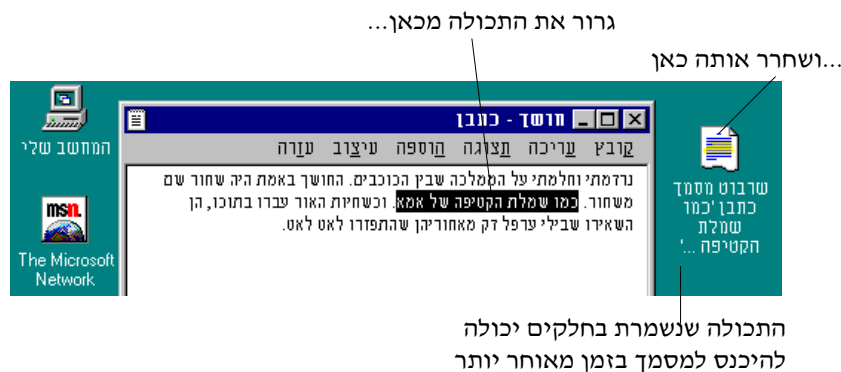 גרור את התכולה מכאן...
...ושחרר אותה כאן
המחשב שלי
חושך - כתבן
קובץ עריכה תצוגה הוספה עיצוב עזרה
נרדמתי וחלמתי על הממלכה שבין הכוכבים. החושך באמת היה שחור שם
משחור. כמו שמלת הקטיפה של אמא. וכשחיות האור עברו בתוכו, הן
השאירו שבילי ערפל דק מאחוריהן שהתפזרו לאט לאט.
שרבוט מסמך
כתבן 'כמו
שמלת
הקטיפה ...'
msn.
The Microsoft
Network
התכולה שנשמרת בחלקים יכולה
להיכנס למסמך בזמן מאוחר יותר